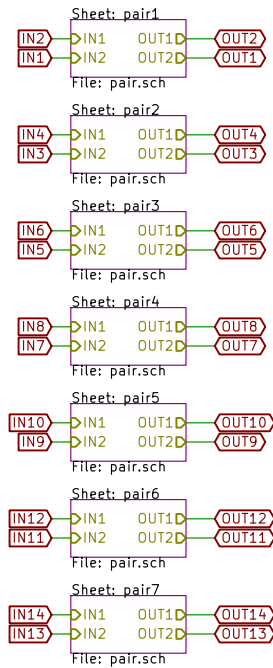 Sheet: pair1
IN2 IN1 OUT1 OUT2
IN1 IN2 OUT2 OUT1
File: pair.sch
Sheet: pair2
IN4 IN1 OUT1 OUT4
IN3 IN2 OUT2 OUT3
File: pair.sch
Sheet: pair3
IN6 IN1 OUT1 OUT6
IN5 IN2 OUT2 OUT5
File: pair.sch
Sheet: pair4
IN8 IN1 OUT1 OUT8
IN7 IN2 OUT2 OUT7
File: pair.sch
Sheet: pair5
IN10 IN1 OUT1 OUT10
IN9 IN2 OUT2 OUT9
File: pair.sch
Sheet: pair6
IN12 IN1 OUT1 OUT12
IN11 IN2 OUT2 OUT11
File: pair.sch
Sheet: pair7
IN14 IN1 OUT1 OUT14
IN13 IN2 OUT2 OUT13
File: pair.sch